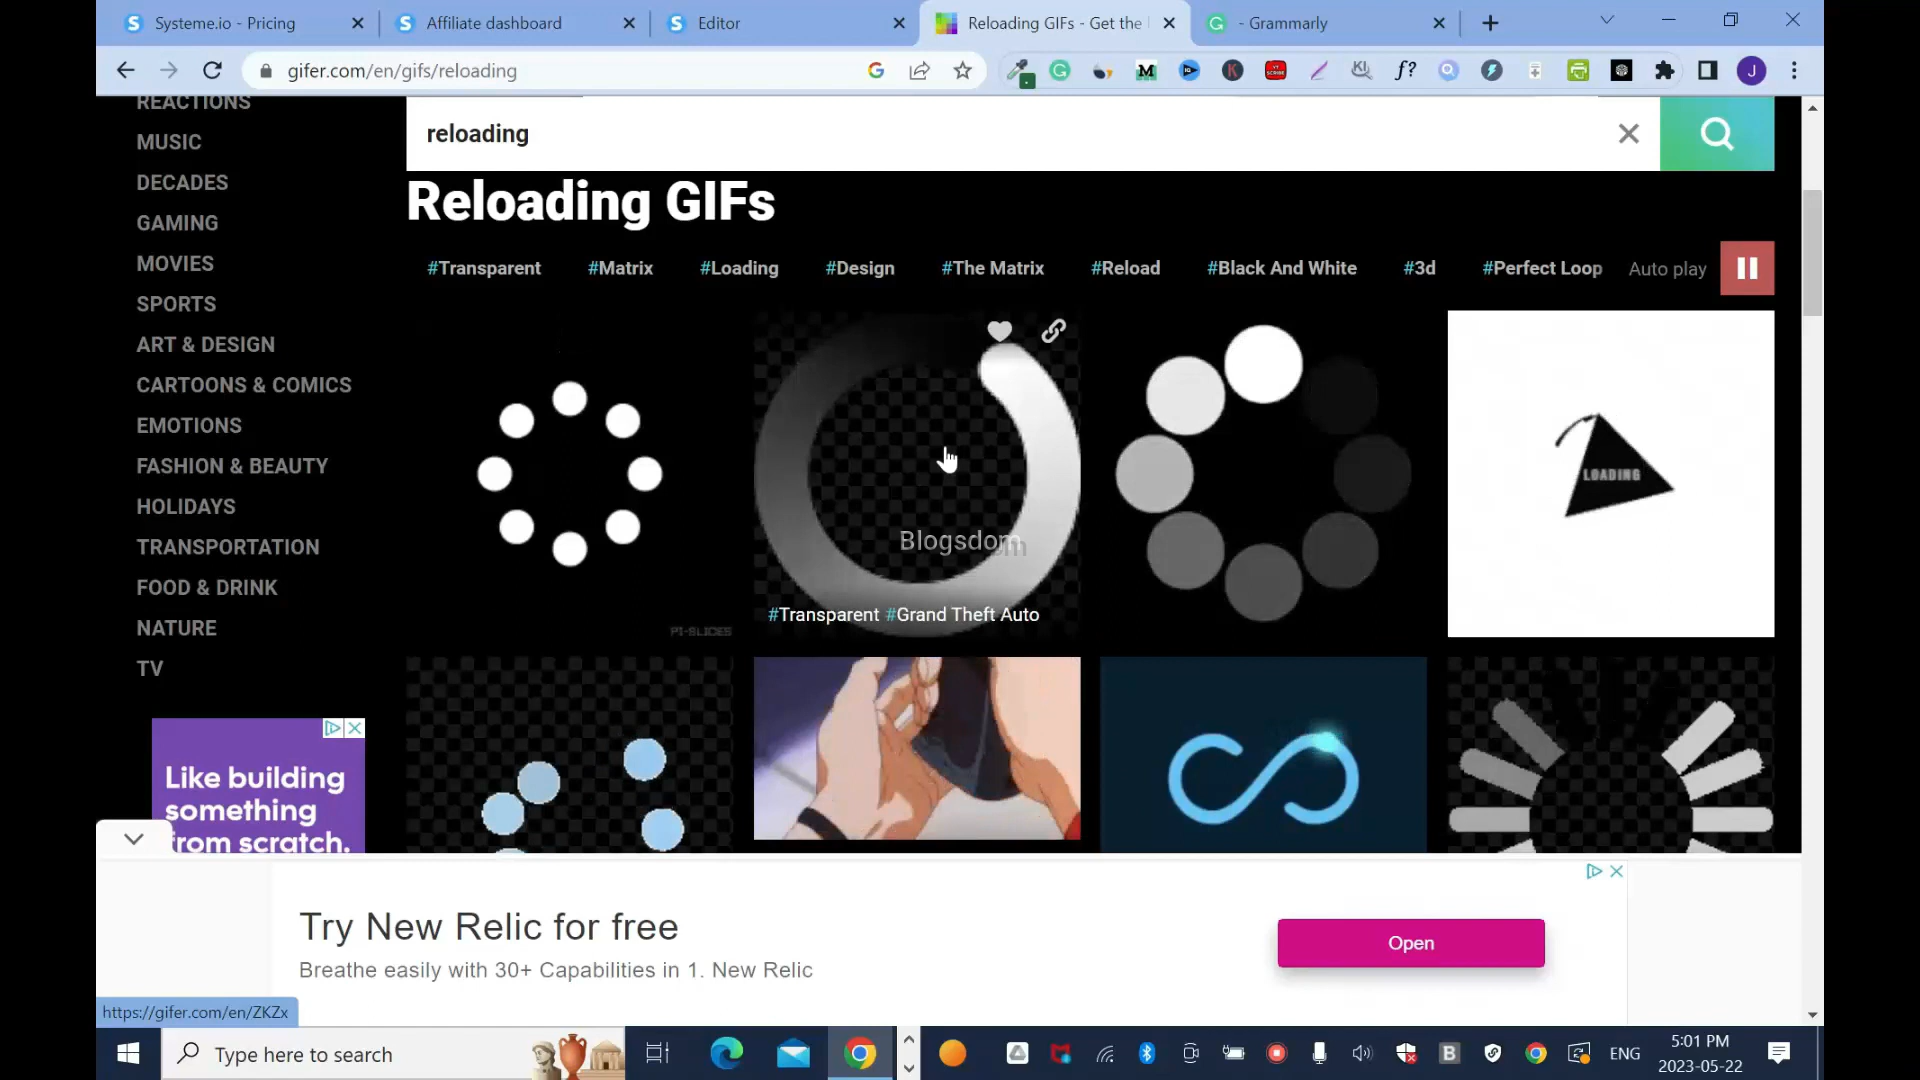 Systeme.io - Pricing
Affiliate dashboard
Editor
Reloading GIFs - Get the
- Grammarly
gifer.com/en/gifs/reloading
J
REACTIONS
MUSIC
DECADES
GAMING
MOVIES
SPORTS
ART & DESIGN
CARTOONS & COMICS
EMOTIONS
FASHION & BEAUTY
HOLIDAYS
TRANSPORTATION
FOOD & DRINK
NATURE
TV
reloading
Reloading GIFs
#Transparent #Matrix #Loading #Design #The Matrix #Reload #Black And White #3d #Perfect Loop Auto play
PI-SLICES
Blogsdom
#Transparent #Grand Theft Auto
LOADING
Like building
something
from scratch.
Try New Relic for free
Breathe easily with 30+ Capabilities in 1. New Relic
Open
https://gifer.com/en/ZKZx
Type here to search
ENG
5:01 PM
2023-05-22